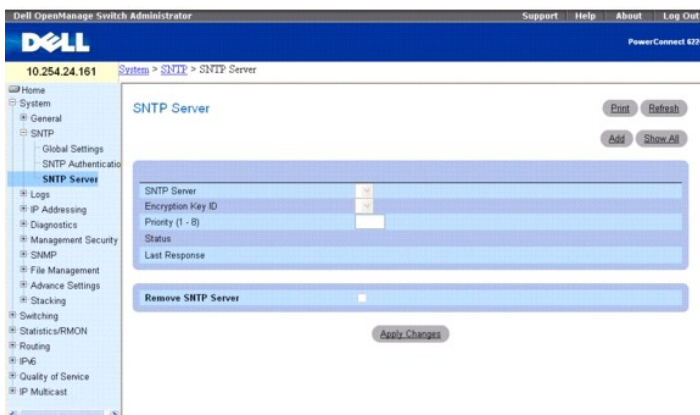 Dell OpenManage Switch Administrator
Support Help About Log Out
DELL
PowerConnect 622
10.254.24.161
System > SNTP > SNTP Server
Home
System
General
SNTP
Global Settings
SNTP Authenticatio
SNTP Server
Logs
IP Addressing
Diagnostics
Management Security
SNMP
File Management
Advance Settings
Stacking
Switching
Statistics/RMON
Routing
IPv6
Quality of Service
IP Multicast
SNTP Server
Print Refresh
Add Show All
SNTP Server
Encryption Key ID
Priority (1 - 8)
Status
Last Response
Remove SNTP Server
Apply Changes